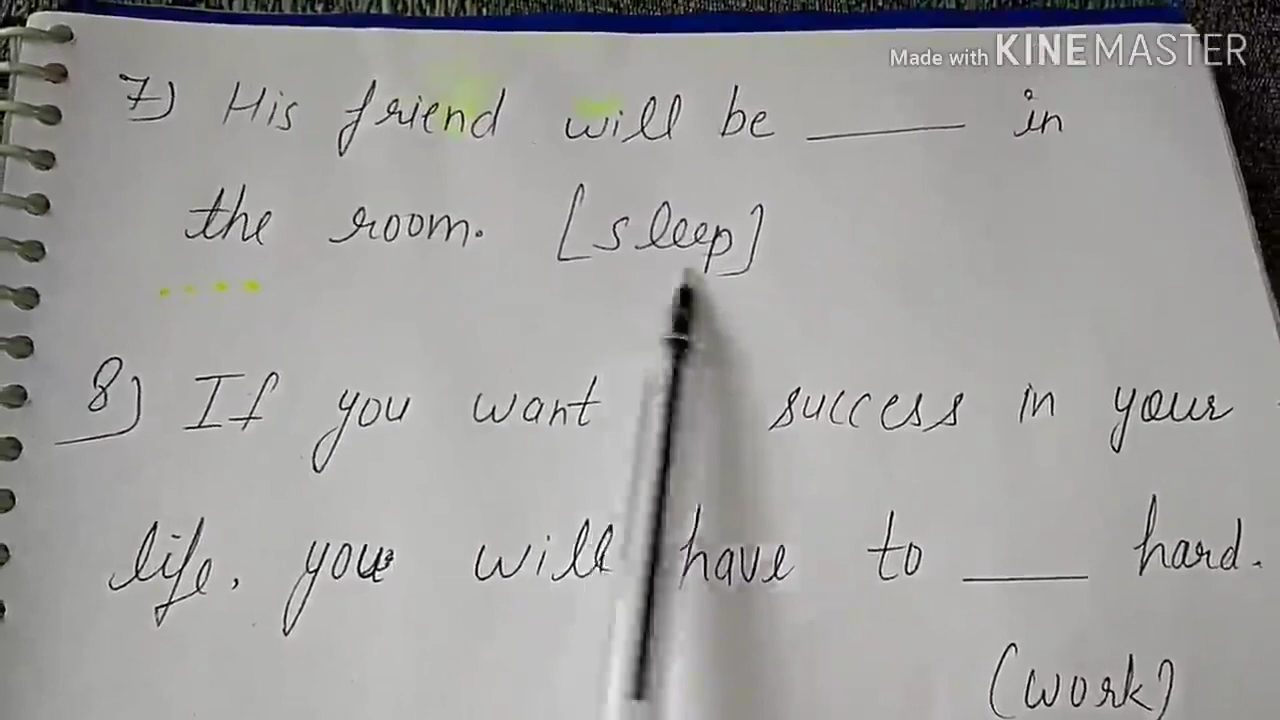 Made with KINEMASTER
7) His friend will be _____ in
the room. [sleep]
8) If you want success in your
life, you will have to ____ hard.
(work)